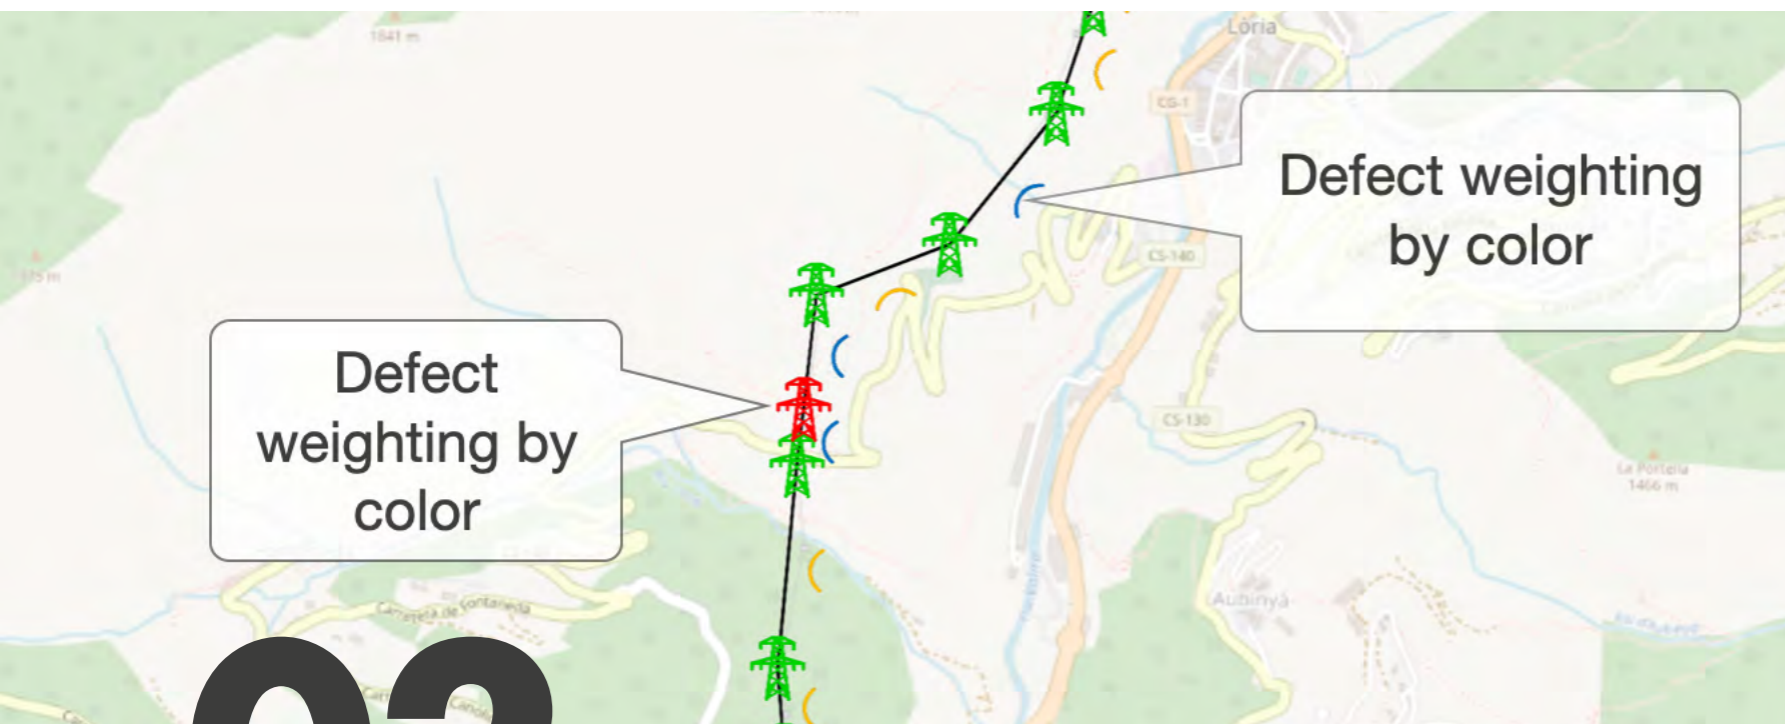 1841 m
Lòria
CG-1
Defect weighting
by color
CS-140
Defect
weighting by
color
CS-130
La Portella
1466 m
Aubinyà
Carretera de Fontaneda